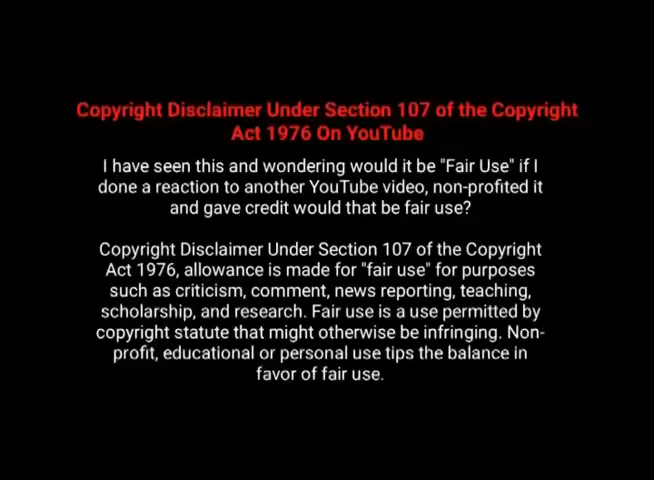 Copyright Disclaimer Under Section 107 of the Copyright
Act 1976 On YouTube
I have seen this and wondering would it be "Fair Use" if I
done a reaction to another YouTube video, non-profited it
and gave credit would that be fair use?
Copyright Disclaimer Under Section 107 of the Copyright
Act 1976, allowance is made for "fair use" for purposes
such as criticism, comment, news reporting, teaching,
scholarship, and research. Fair use is a use permitted by
copyright statute that might otherwise be infringing. Non-
profit, educational or personal use tips the balance in
favor of fair use.